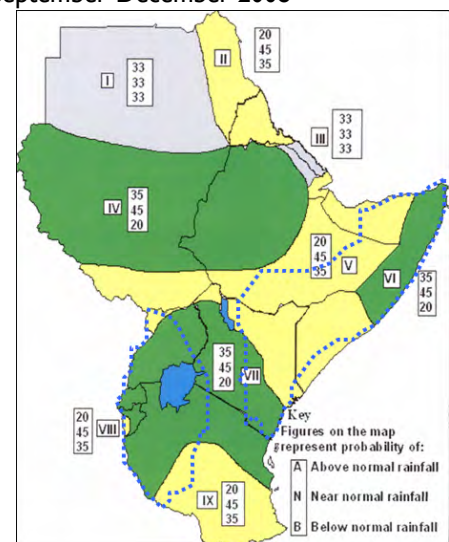 September-December 2008
I
33
33
33
II
20
45
35
III
33
33
33
IV
35
45
20
20
45
35
V
VI
35
45
20
35
45
20
VII
20
45
35
VIII
IX
20
45
35
Key
Figures on the map
represent probability of:
A Above normal rainfall
N Near normal rainfall
B Below normal rainfall